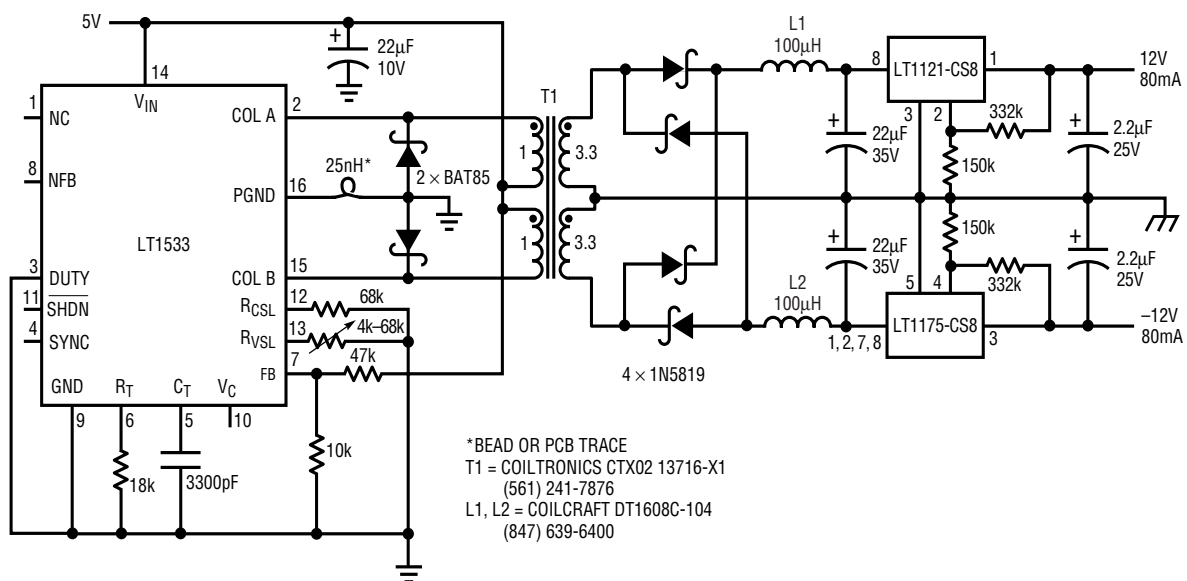 5V
22µF
10V
+
14
VIN
1
NC
8
NFB
LT1533
3
DUTY
11
SHDN
4
SYNC
GND
RT
CT
VC
9
6
5
10
18k
3300pF
COL A
2
25nH*
PGND
16
2 × BAT85
COL B
15
RCSL
12
68k
RVSL
13
4k–68k
7
FB
47k
10k
T1
1
3.3
1
3.3
L1
100µH
L2
100µH
4 × 1N5819
+
22µF
35V
+
22µF
35V
8
LT1121-CS8
1
3
2
332k
150k
150k
332k
5
4
LT1175-CS8
1, 2, 7, 8
3
+
2.2µF
25V
+
2.2µF
25V
12V
80mA
–12V
80mA
*BEAD OR PCB TRACE
T1 = COILTRONICS CTX02 13716-X1
(561) 241-7876
L1, L2 = COILCRAFT DT1608C-104
(847) 639-6400